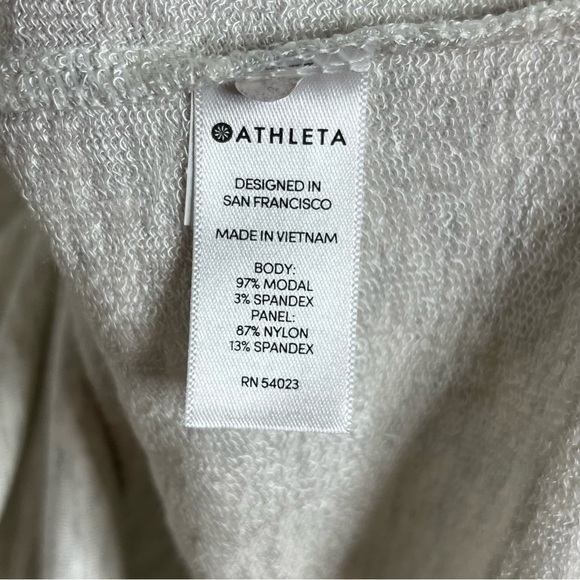 ATHLETA
DESIGNED IN
SAN FRANCISCO
MADE IN VIETNAM
BODY:
97% MODAL
3% SPANDEX
PANEL:
87% NYLON
13% SPANDEX
RN 54023